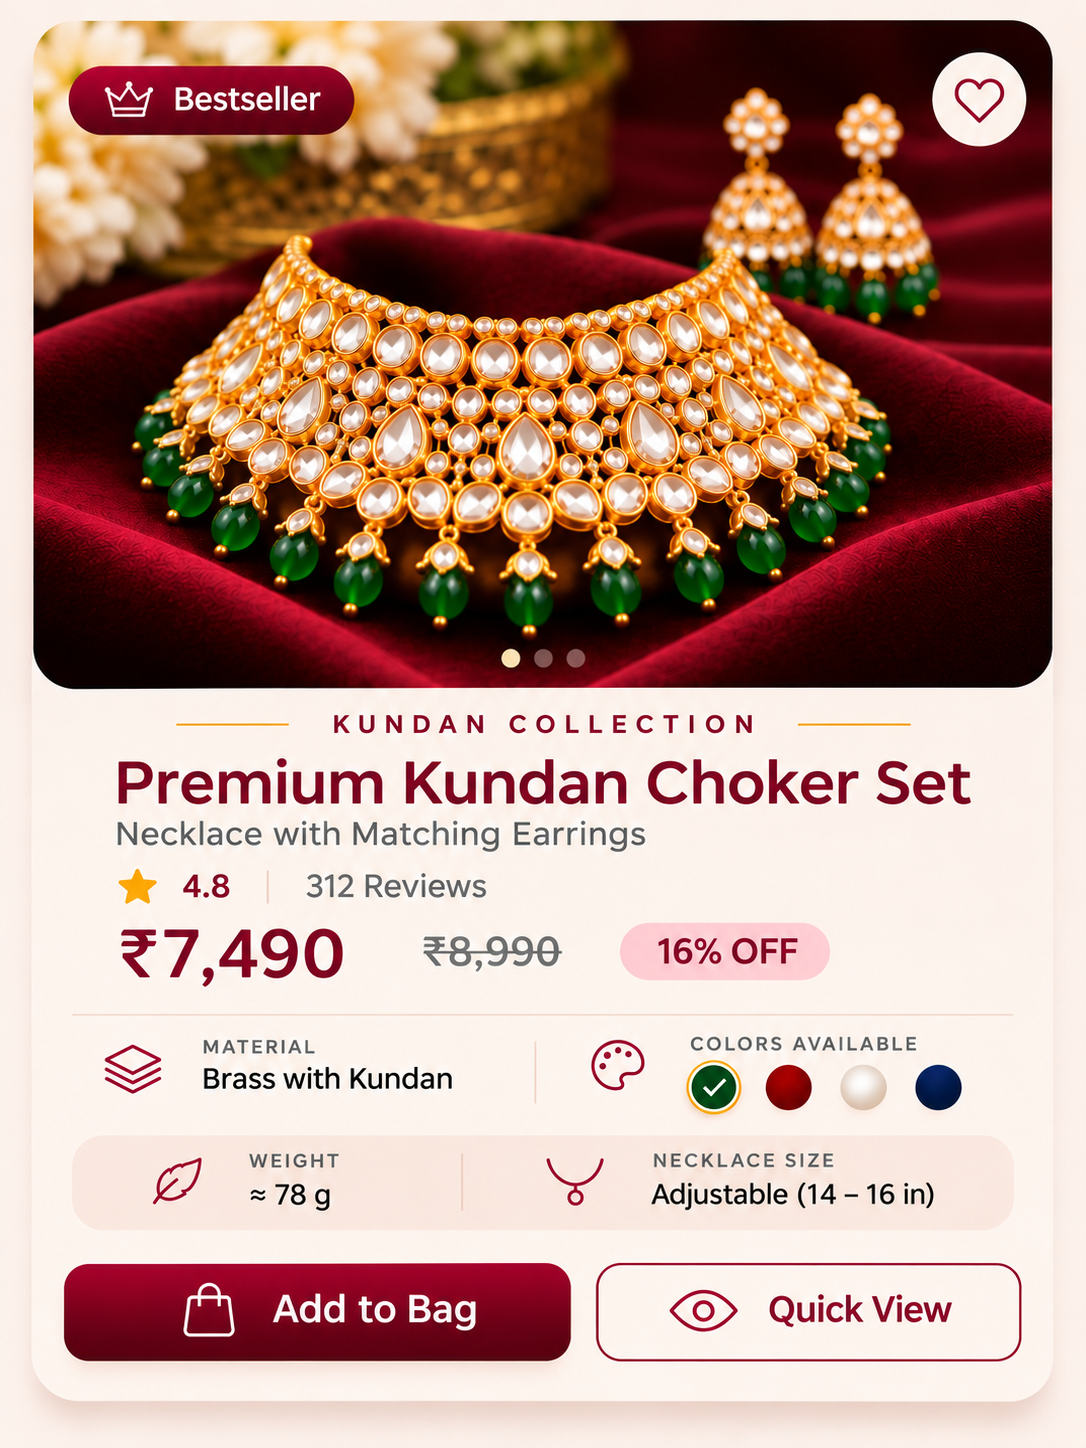 Bestseller
KUNDAN COLLECTION
Premium Kundan Choker Set
Necklace with Matching Earrings
4.8 | 312 Reviews
₹7,490 ₹8,990 16% OFF
MATERIAL
Brass with Kundan
COLORS AVAILABLE
WEIGHT
≈ 78 g
NECKLACE SIZE
Adjustable (14 – 16 in)
Add to Bag
Quick View